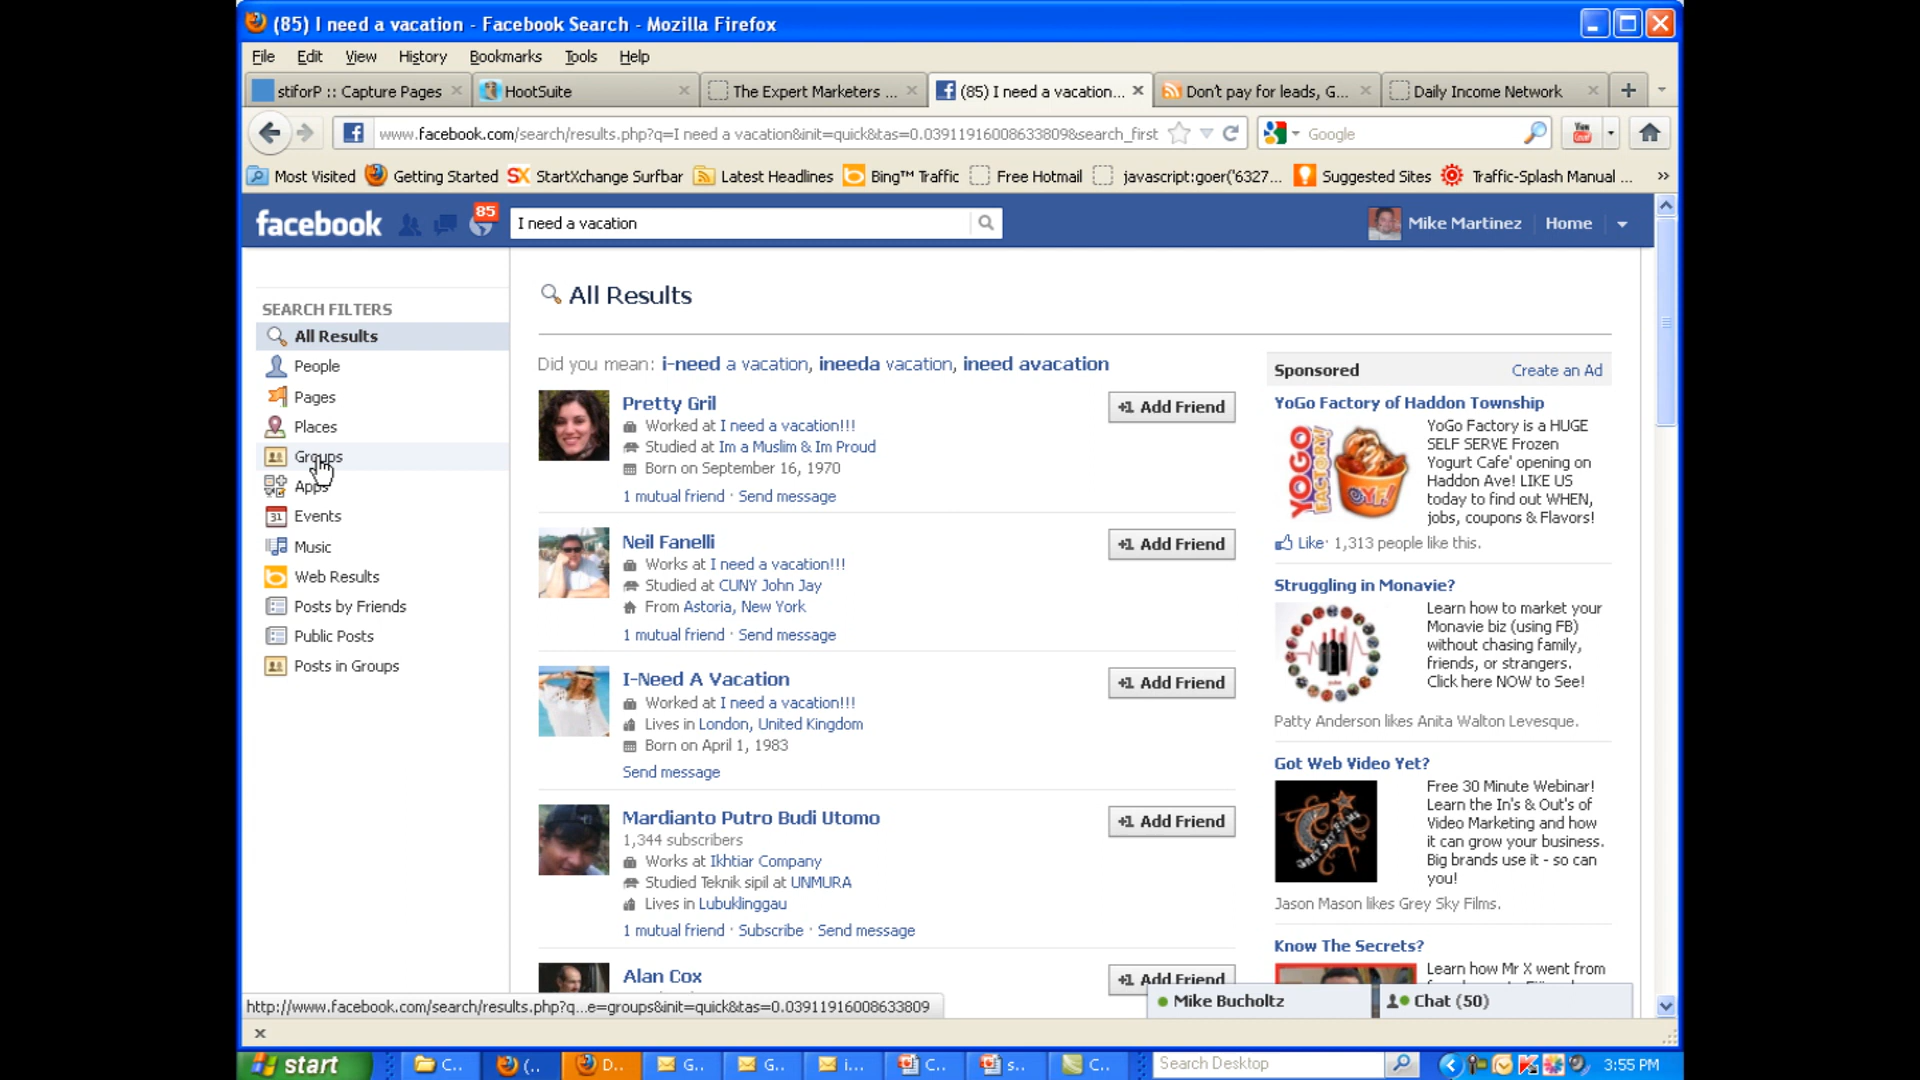 (85) I need a vacation - Facebook Search - Mozilla Firefox
File Edit View History Bookmarks Tools Help
stiforP :: Capture Pages
HootSuite
The Expert Marketers ...
(85) I need a vacation...
Don't pay for leads, G...
Daily Income Network
www.facebook.com/search/results.php?q=I need a vacation&init=quick&tas=0.03911916008633809&search_first
Google
Most Visited
Getting Started
StartXchange Surfbar
Latest Headlines
Bing™ Traffic
Free Hotmail
javascript:goer('6327...
Suggested Sites
Traffic-Splash Manual ...
facebook
85
I need a vacation
Mike Martinez
Home
SEARCH FILTERS
All Results
People
Pages
Places
Groups
Apps
Events
Music
Web Results
Posts by Friends
Public Posts
Posts in Groups
All Results
Did you mean: i-need a vacation, ineeda vacation, ineed avacation
Pretty Gril
Worked at I need a vacation!!!
Studied at Im a Muslim & Im Proud
Born on September 16, 1970
1 mutual friend · Send message
+1 Add Friend
Neil Fanelli
Works at I need a vacation!!!
Studied at CUNY John Jay
From Astoria, New York
1 mutual friend · Send message
+1 Add Friend
I-Need A Vacation
Worked at I need a vacation!!!
Lives in London, United Kingdom
Born on April 1, 1983
Send message
+1 Add Friend
Mardianto Putro Budi Utomo
1,344 subscribers
Works at Ikhtiar Company
Studied Teknik sipil at UNMURA
Lives in Lubuklinggau
1 mutual friend · Subscribe · Send message
+1 Add Friend
Alan Cox
+1 Add Friend
Sponsored
Create an Ad
YoGo Factory of Haddon Township
YOGO FACTORY
YoGo Factory is a HUGE
SELF SERVE Frozen
Yogurt Cafe' opening on
Haddon Ave! LIKE US
today to find out WHEN,
jobs, coupons & Flavors!
Like · 1,313 people like this.
Struggling in Monavie?
Learn how to market your
Monavie biz (using FB)
without chasing family,
friends, or strangers.
Click here NOW to See!
Patty Anderson likes Anita Walton Levesque.
Got Web Video Yet?
Free 30 Minute Webinar!
Learn the In's & Out's of
Video Marketing and how
it can grow your business.
Big brands use it - so can
you!
Jason Mason likes Grey Sky Films.
Know The Secrets?
Learn how Mr X went from
http://www.facebook.com/search/results.php?q...e=groups&init=quick&tas=0.03911916008633809
Mike Bucholtz
Chat (50)
x
start
C...
(..
D..
G..
G..
i...
C...
s..
C...
Search Desktop
3:55 PM